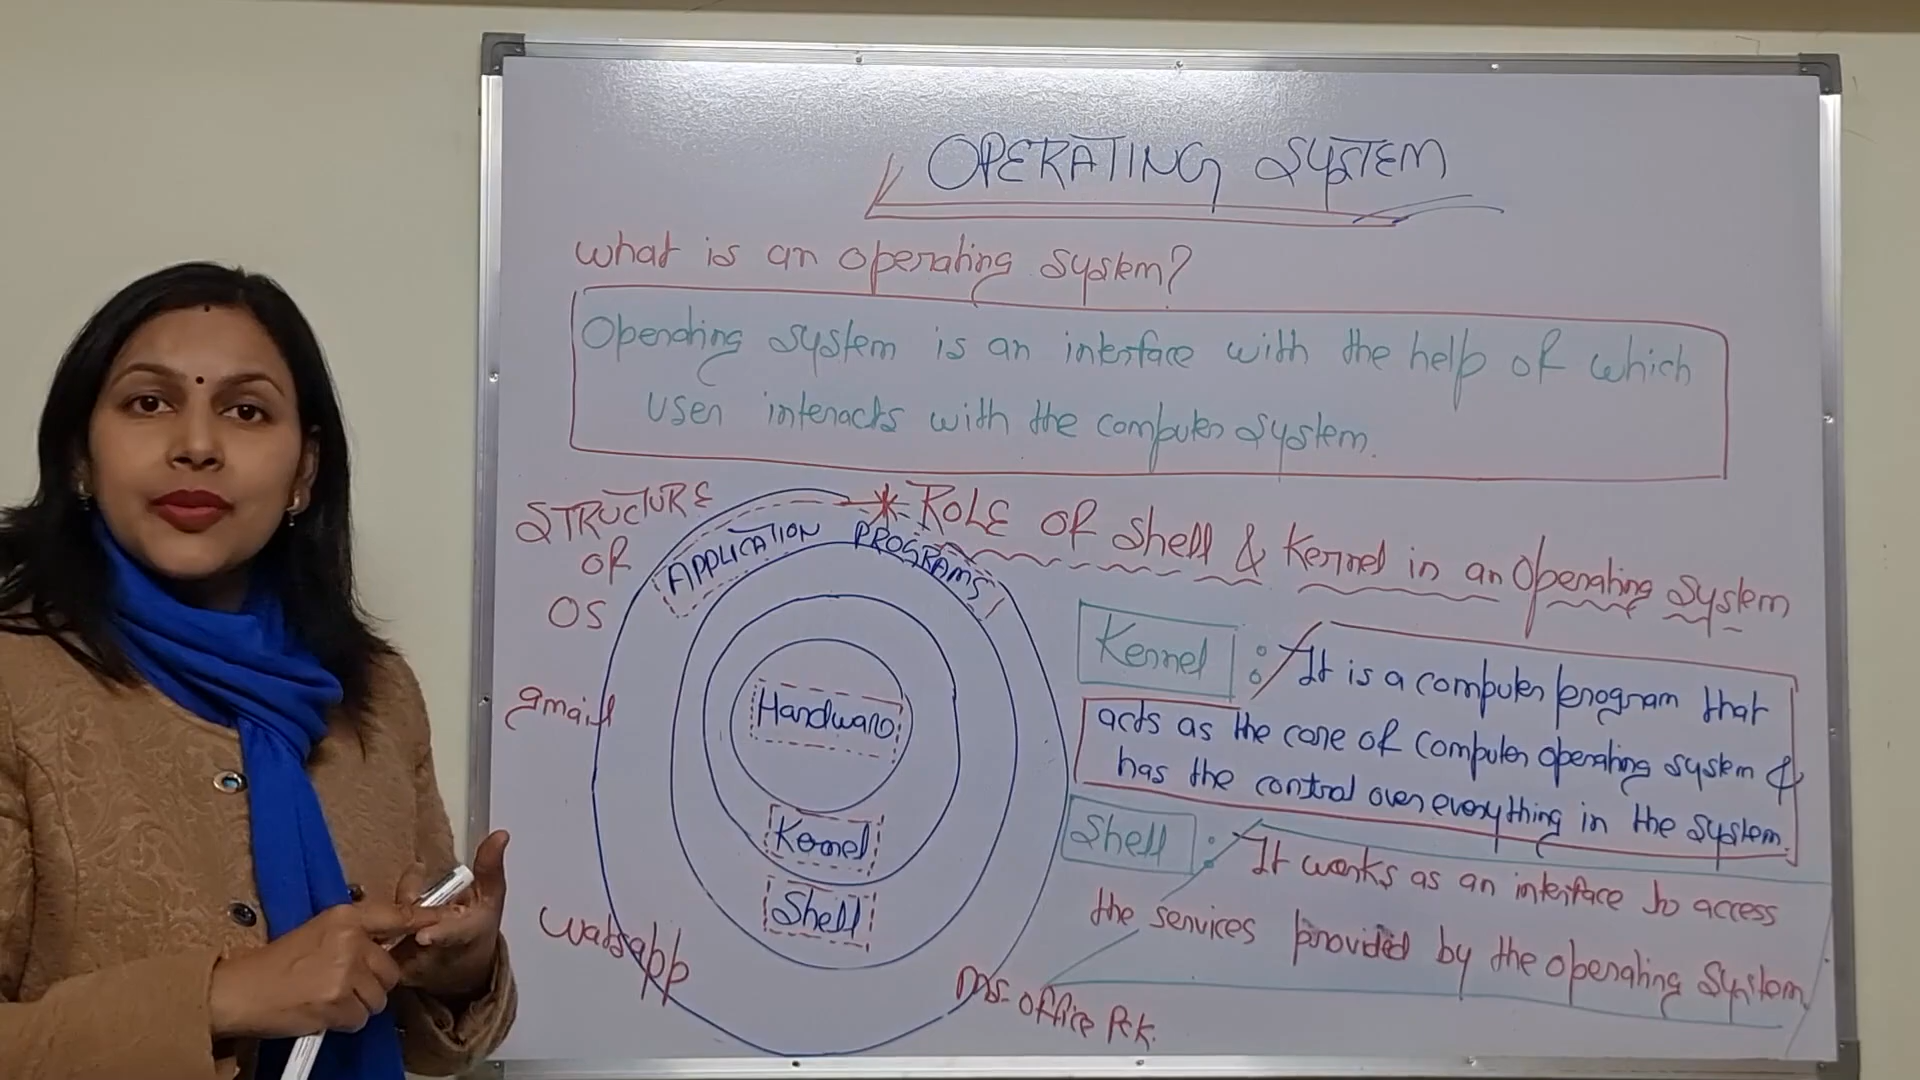 OPERATING SYSTEM
What is an operating system?
Operating system is an interface with the help of which
user interacts with the computer system.
STRUCTURE
OF
OS
APPLICATION PROGRAMS
Hardware
Kernel
Shell
gmail
Watsapp
MS-office Pck.
* ROLE OF Shell & Kernel in an Operating System
Kernel : It is a computer program that
acts as the core of computer operating system &
has the control over everything in the system.
Shell : It works as an interface to access
the services provided by the operating System.